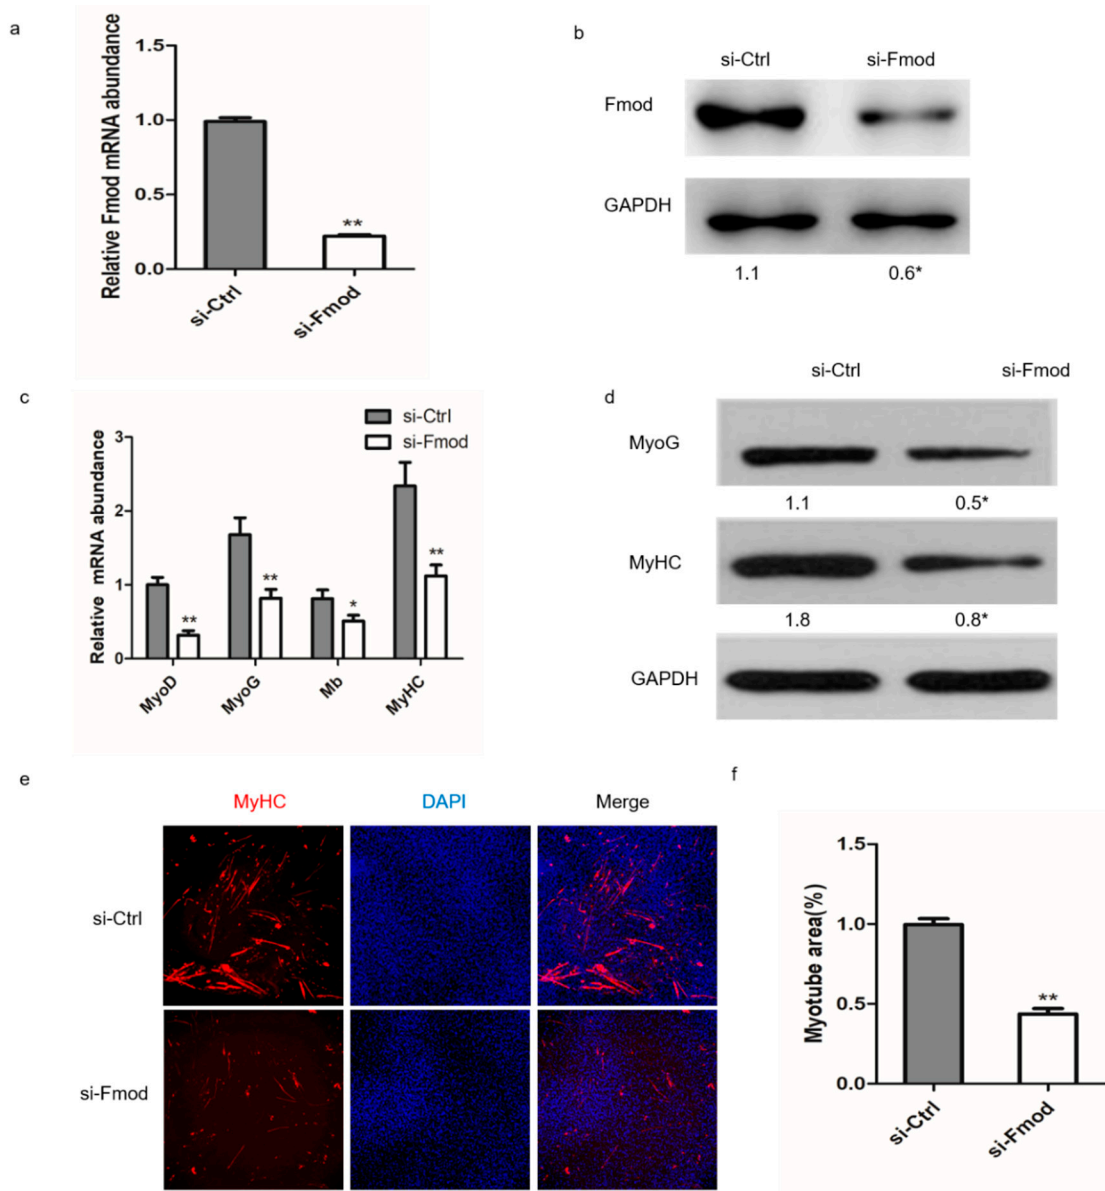 a
Relative Fmod mRNA abundance
1.5
1.0
0.5
0.0
**
si-Ctrl
si-Fmod
b
si-Ctrl
si-Fmod
Fmod
GAPDH
1.1
0.6*
c
Relative mRNA abundance
si-Ctrl
si-Fmod
3
2
1
0
**
**
*
**
MyoD
MyoG
Mb
MyHC
d
si-Ctrl
si-Fmod
MyoG
1.1
0.5*
MyHC
1.8
0.8*
GAPDH
e
MyHC
DAPI
Merge
si-Ctrl
si-Fmod
f
Myotube area(%)
1.5
1.0
0.5
0.0
**
si-Ctrl
si-Fmod